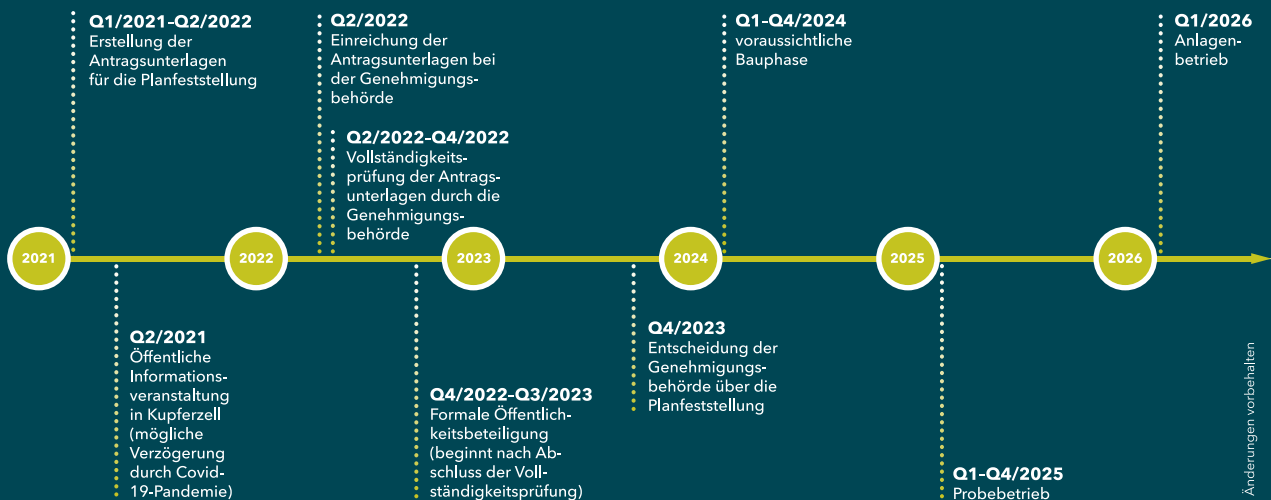 Q1/2021-Q2/2022
Erstellung der
Antragsunterlagen
für die Planfeststellung
Q2/2022
Einreichung der
Antragsunterlagen bei
der Genehmigungs-
behörde
Q2/2022-Q4/2022
Vollständigkeits-
prüfung der Antrags-
unterlagen durch die
Genehmigungs-
behörde
Q1-Q4/2024
voraussichtliche
Bauphase
Q1/2026
Anlagen-
betrieb
2021
2022
2023
2024
2025
2026
Q2/2021
Öffentliche
Informations-
veranstaltung
in Kupferzell
(mögliche
Verzögerung
durch Covid-
19-Pandemie)
Q4/2022-Q3/2023
Formale Öffentlich-
keitsbeteiligung
(beginnt nach Ab-
schluss der Voll-
ständigkeitsprüfung)
Q4/2023
Entscheidung der
Genehmigungs-
behörde über die
Planfeststellung
Q1-Q4/2025
Probebetrieb
Änderungen vorbehalten